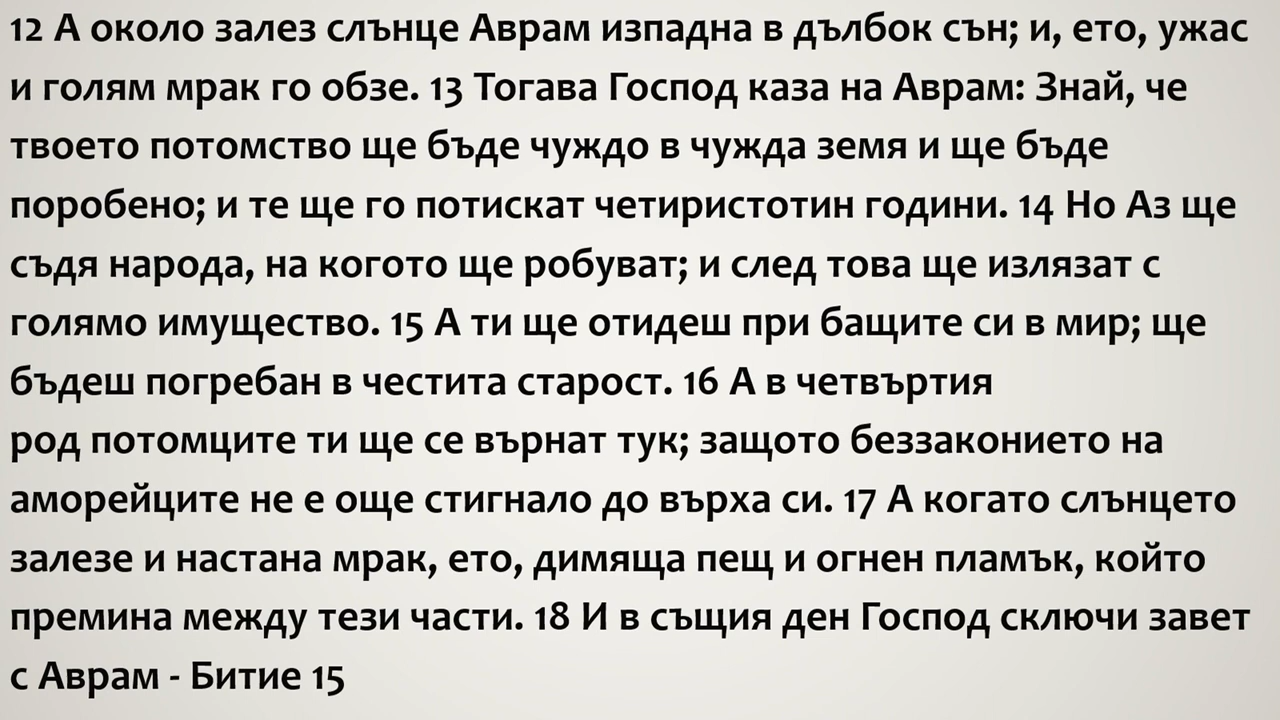 12 А около залез слънце Аврам изпадна в дълбок сън; и, ето, ужас
и голям мрак го обзе. 13 Тогава Господ каза на Аврам: Знай, че
твоето потомство ще бъде чуждо в чужда земя и ще бъде
поробено; и те ще го потискат четиристотин години. 14 Но Аз ще
съдя народа, на когото ще робуват; и след това ще излязат с
голямо имущество. 15 А ти ще отидеш при бащите си в мир; ще
бъдеш погребан в честита старост. 16 А в четвъртия
род потомците ти ще се върнат тук; защото беззаконието на
аморейците не е още стигнало до върха си. 17 А когато слънцето
залезе и настана мрак, ето, димяща пещ и огнен пламък, който
премина между тези части. 18 И в същия ден Господ сключи завет
с Аврам - Битие 15